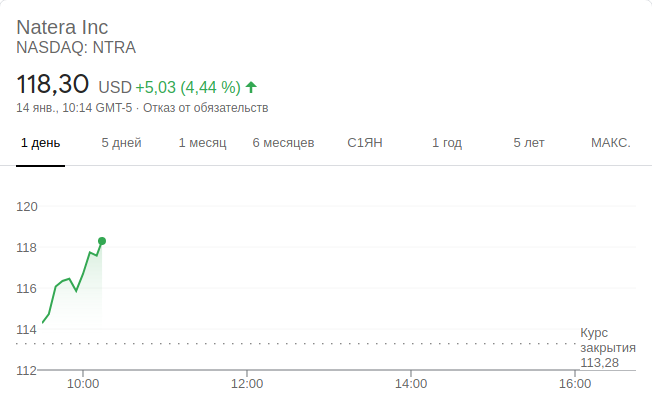 Natera Inc
NASDAQ: NTRA
118,30 USD +5,03 (4,44 %)
14 янв., 10:14 GMT-5 · Отказ от обязательств
1 день 5 дней 1 месяц 6 месяцев С1ЯН 1 год 5 лет МАКС.
120
118
116
114
Курс
закрытия
113,28
112
10:00 12:00 14:00 16:00